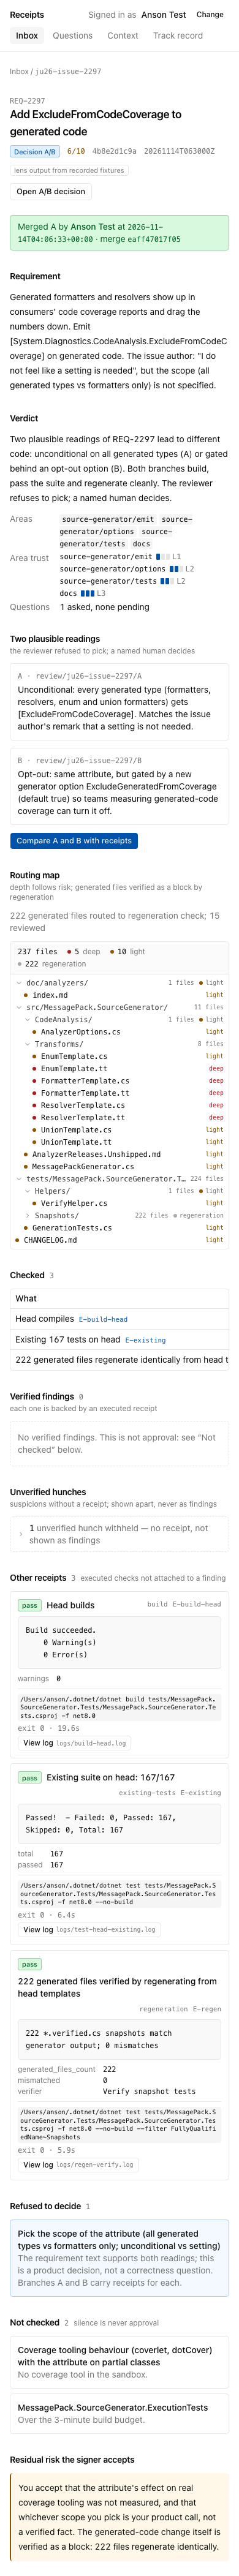 Receipts Signed in as Anson Test Change
Inbox Questions Context Track record
Inbox / ju26-issue-2297
REQ-2297
Add ExcludeFromCodeCoverage to
generated code
Decision A/B 6/10 4b8e2d1c9a 20261114T063000Z
lens output from recorded fixtures
Open A/B decision
Merged A by Anson Test at 2026-11-
14T04:06:33+00:00 · merge eaff47017f05
Requirement
Generated formatters and resolvers show up in
consumers' code coverage reports and drag the
numbers down. Emit
[System.Diagnostics.CodeAnalysis.ExcludeFromCodeC
overage] on generated code. The issue author: "I do
not feel like a setting is needed", but the scope (all
generated types vs formatters only) is not specified.
Verdict
Two plausible readings of REQ-2297 lead to different
code: unconditional on all generated types (A) or gated
behind an opt-out option (B). Both branches build,
pass the suite and regenerate cleanly. The reviewer
refuses to pick; a named human decides.
Areas source-generator/emit source-
generator/options source-
generator/tests docs
Area trust source-generator/emit L1
source-generator/options L2
source-generator/tests L2
docs L3
Questions 1 asked, none pending
Two plausible readings
the reviewer refused to pick; a named human decides
A · review/ju26-issue-2297/A
Unconditional: every generated type (formatters,
resolvers, enum and union formatters) gets
[ExcludeFromCodeCoverage]. Matches the issue
author's remark that a setting is not needed.
B · review/ju26-issue-2297/B
Opt-out: same attribute, but gated by a new
generator option ExcludeGeneratedFromCoverage
(default true) so teams measuring generated-code
coverage can turn it off.
Compare A and B with receipts
Routing map
depth follows risk; generated files verified as a block by
regeneration
222 generated files routed to regeneration check; 15
reviewed
237 files 5 deep 10 light
222 regeneration
doc/analyzers/ 1 files light
index.md light
src/MessagePack.SourceGenerator/ 11 files
CodeAnalysis/ 1 files light
AnalyzerOptions.cs light
Transforms/ 8 files
EnumTemplate.cs light
EnumTemplate.tt deep
FormatterTemplate.cs deep
FormatterTemplate.tt deep
ResolverTemplate.cs deep
ResolverTemplate.tt deep
UnionTemplate.cs light
UnionTemplate.tt light
AnalyzerReleases.Unshipped.md light
MessagePackGenerator.cs light
tests/MessagePack.SourceGenerator.T… 224 files
Helpers/ 1 files light
VerifyHelper.cs light
Snapshots/ 222 files regeneration
GenerationTests.cs light
CHANGELOG.md light
Checked 3
What
Head compiles E-build-head
Existing 167 tests on head E-existing
222 generated files regenerate identically from head t
Verified findings 0
each one is backed by an executed receipt
No verified findings. This is not approval: see "Not
checked" below.
Unverified hunches
suspicions without a receipt; shown apart, never as findings
1 unverified hunch withheld — no receipt, not
shown as findings
Other receipts 3 executed checks not attached to a finding
pass Head builds build E-build-head
Build succeeded.
0 Warning(s)
0 Error(s)
warnings 0
/Users/anson/.dotnet/dotnet build tests/MessagePack.
SourceGenerator.Tests/MessagePack.SourceGenerator.Te
sts.csproj -f net8.0
exit 0 · 19.6s
View log logs/build-head.log
pass Existing suite on head: 167/167
existing-tests E-existing
Passed! - Failed: 0, Passed: 167,
Skipped: 0, Total: 167
total 167
passed 167
/Users/anson/.dotnet/dotnet test tests/MessagePack.S
ourceGenerator.Tests/MessagePack.SourceGenerator.Tes
ts.csproj -f net8.0 --no-build
exit 0 · 6.4s
View log logs/test-head-existing.log
pass
222 generated files verified by regenerating from
head templates
regeneration E-regen
222 *.verified.cs snapshots match
generator output; 0 mismatches
generated_files_count 222
mismatched 0
verifier Verify snapshot tests
/Users/anson/.dotnet/dotnet test tests/MessagePack.S
ourceGenerator.Tests/MessagePack.SourceGenerator.Tes
ts.csproj -f net8.0 --no-build --filter FullyQualif
iedName~Snapshots
exit 0 · 5.9s
View log logs/regen-verify.log
Refused to decide 1
Pick the scope of the attribute (all generated
types vs formatters only; unconditional vs setting)
The requirement text supports both readings; this
is a product decision, not a correctness question.
Branches A and B carry receipts for each.
Not checked 2 silence is never approval
Coverage tooling behaviour (coverlet, dotCover)
with the attribute on partial classes
No coverage tool in the sandbox.
MessagePack.SourceGenerator.ExecutionTests
Over the 3-minute build budget.
Residual risk the signer accepts
You accept that the attribute's effect on real
coverage tooling was not measured, and that
whichever scope you pick is your product call, not
a verified fact. The generated-code change itself is
verified as a block: 222 files regenerate identically.